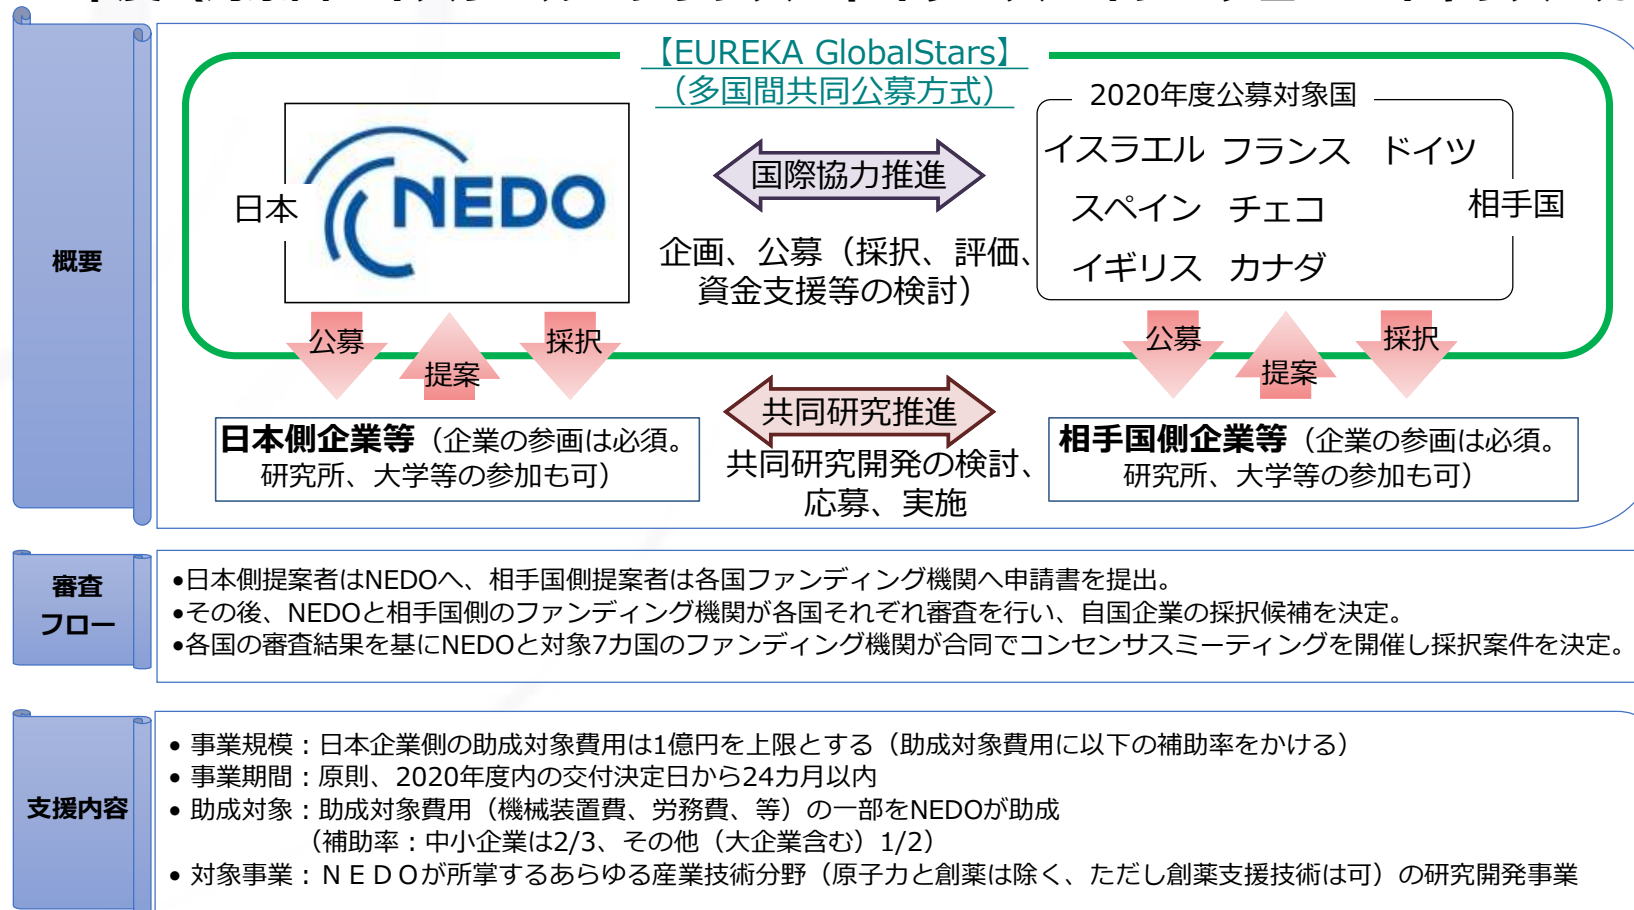 【EUREKA GlobalStars】
（多国間共同公募方式）
2020年度公募対象国
イスラエル フランス ドイツ
スペイン チェコ
イギリス カナダ
相手国
日本
NEDO
国際協力推進
企画、公募（採択、評価、
資金支援等の検討）
概要
公募
提案
採択
公募
提案
採択
共同研究推進
共同研究開発の検討、
応募、実施
日本側企業等（企業の参画は必須。
研究所、大学等の参加も可）
相手国側企業等（企業の参画は必須。
研究所、大学等の参加も可）
審査
フロー
•日本側提案者はNEDOへ、相手国側提案者は各国ファンディング機関へ申請書を提出。
•その後、NEDOと相手国側のファンディング機関が各国それぞれ審査を行い、自国企業の採択候補を決定。
•各国の審査結果を基にNEDOと対象7カ国のファンディング機関が合同でコンセンサスミーティングを開催し採択案件を決定。
支援内容
• 事業規模：日本企業側の助成対象費用は1億円を上限とする（助成対象費用に以下の補助率をかける）
• 事業期間：原則、2020年度内の交付決定日から24カ月以内
• 助成対象：助成対象費用（機械装置費、労務費、等）の一部をNEDOが助成
（補助率：中小企業は2/3、その他（大企業含む）1/2）
• 対象事業：ＮＥＤＯが所掌するあらゆる産業技術分野（原子力と創薬は除く、ただし創薬支援技術は可）の研究開発事業